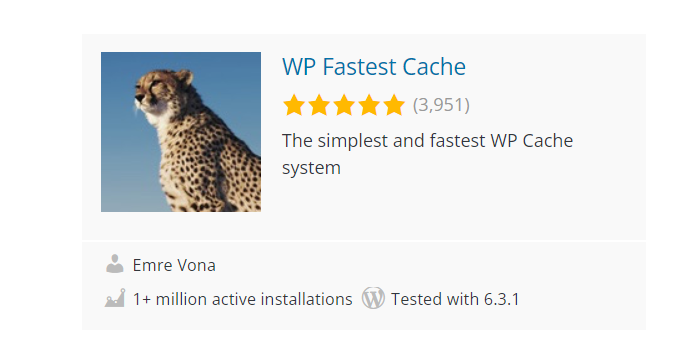 WP Fastest Cache
(3,951)
The simplest and fastest WP Cache
system
Emre Vona
1+ million active installations
Tested with 6.3.1